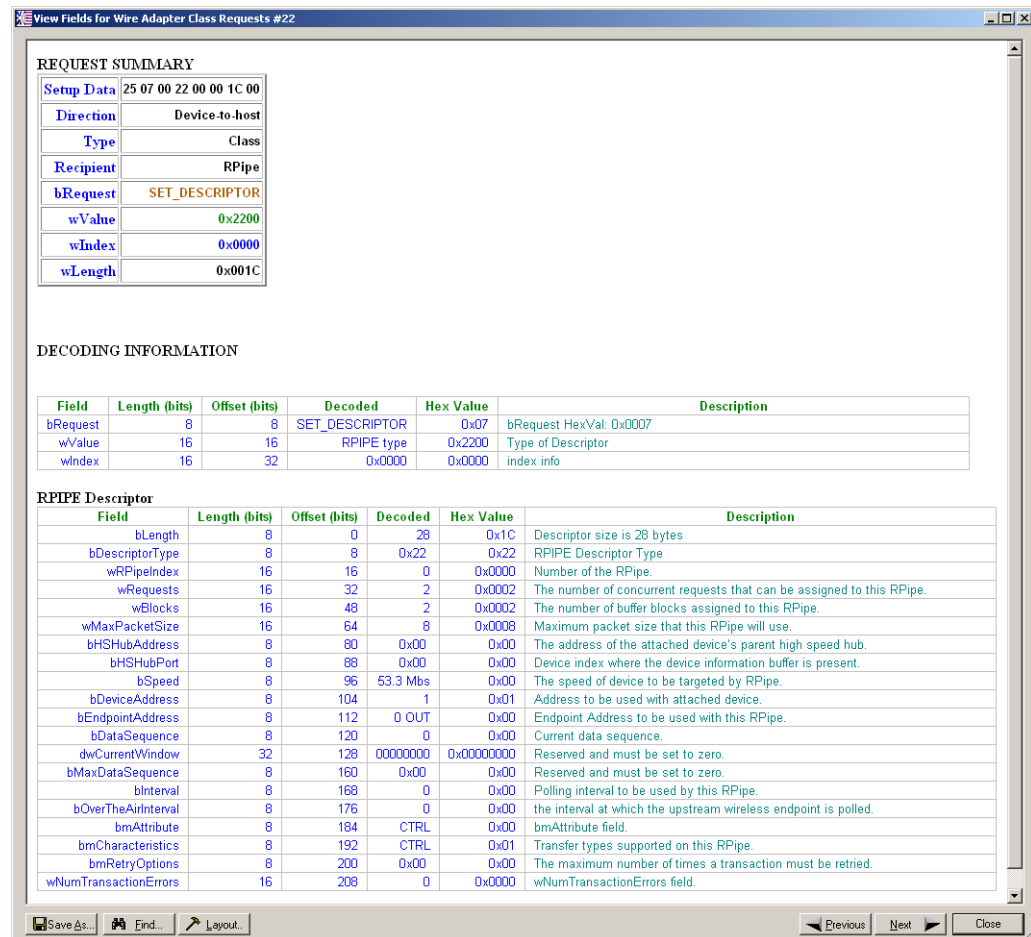 View Fields for Wire Adapter Class Requests #22
REQUEST SUMMARY
Setup Data 25 07 00 22 00 00 1C 00
Direction Device-to-host
Type Class
Recipient RPipe
bRequest SET_DESCRIPTOR
wValue 0x2200
wIndex 0x0000
wLength 0x001C
DECODING INFORMATION
Field Length (bits) Offset (bits) Decoded Hex Value Description
bRequest 8 8 SET_DESCRIPTOR 0x07 bRequest HexVal: 0x0007
wValue 16 16 RPIPE type 0x2200 Type of Descriptor
wIndex 16 32 0x0000 0x0000 index info
RPIPE Descriptor
Field Length (bits) Offset (bits) Decoded Hex Value Description
bLength 8 0 28 0x1C Descriptor size is 28 bytes
bDescriptorType 8 8 0x22 0x22 RPIPE Descriptor Type
wRPipeIndex 16 16 0 0x0000 Number of the RPipe.
wRequests 16 32 2 0x0002 The number of concurrent requests that can be assigned to this RPipe.
wBlocks 16 48 2 0x0002 The number of buffer blocks assigned to this RPipe.
wMaxPacketSize 16 64 8 0x0008 Maximum packet size that this RPipe will use.
bHSHubAddress 8 80 0x00 0x00 The address of the attached device's parent high speed hub.
bHSHubPort 8 88 0x00 0x00 Device index where the device information buffer is present.
bSpeed 8 96 53.3 Mbs 0x00 The speed of device to be targeted by RPipe.
bDeviceAddress 8 104 1 0x01 Address to be used with attached device.
bEndpointAddress 8 112 0 OUT 0x00 Endpoint Address to be used with this RPipe.
bDataSequence 8 120 0 0x00 Current data sequence.
dwCurrentWindow 32 128 00000000 0x00000000 Reserved and must be set to zero.
bMaxDataSequence 8 160 0x00 0x00 Reserved and must be set to zero.
bInterval 8 168 0 0x00 Polling interval to be used by this RPipe.
bOverTheAirInterval 8 176 0 0x00 the interval at which the upstream wireless endpoint is polled.
bmAttribute 8 184 CTRL 0x00 bmAttribute field.
bmCharacteristics 8 192 CTRL 0x01 Transfer types supported on this RPipe.
bmRetryOptions 8 200 0x00 0x00 The maximum number of times a transaction must be retried.
wNumTransactionErrors 16 208 0 0x0000 wNumTransactionErrors field.
Save As... Find... Layout.. Previous Next Close